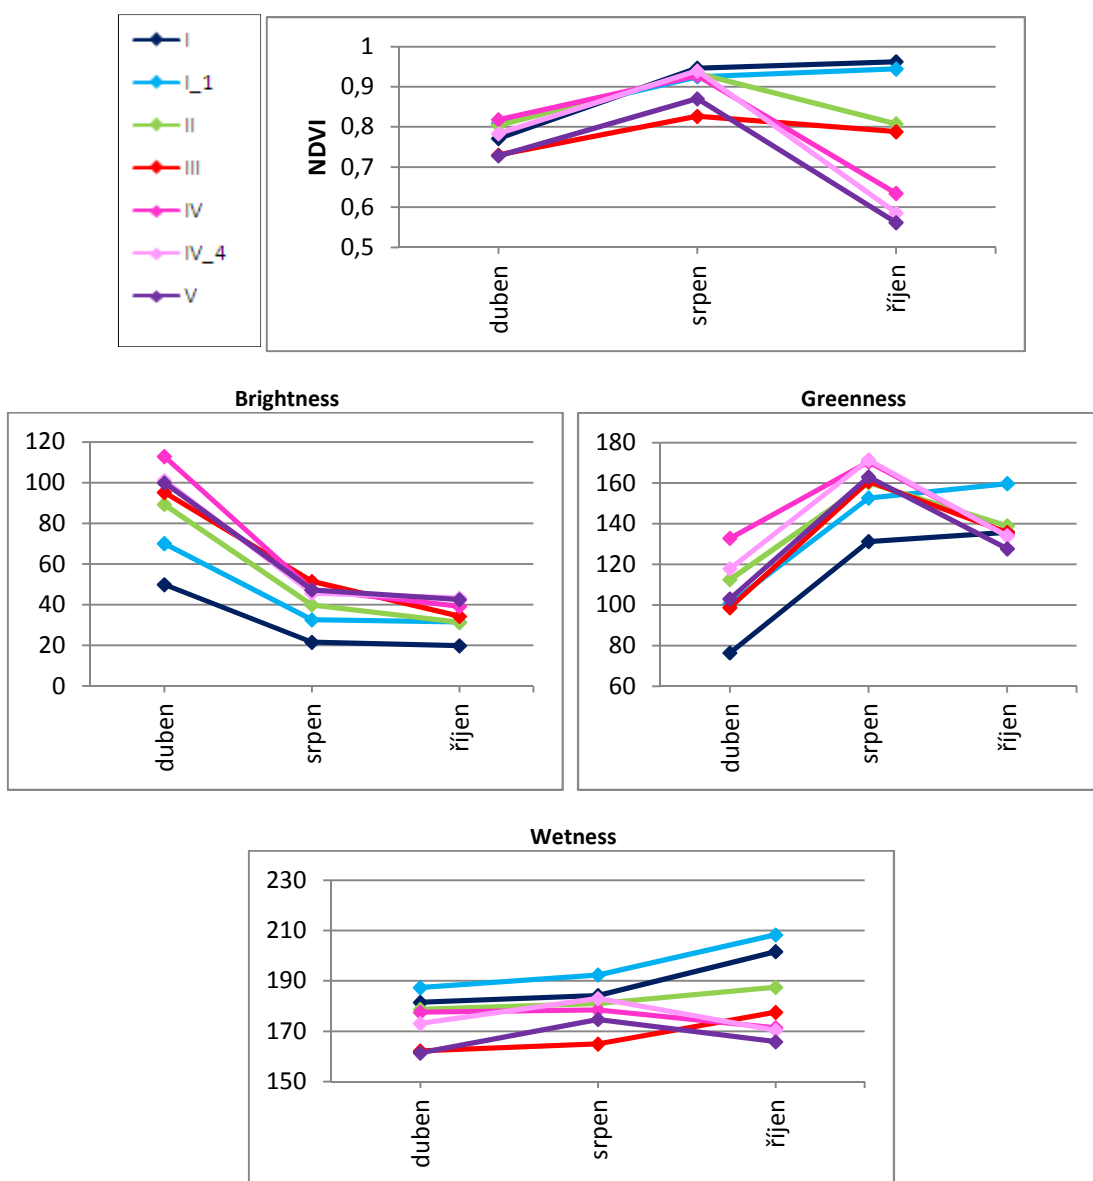 I
I_1
II
III
IV
IV_4
V
NDVI
1
0,9
0,8
0,7
0,6
0,5
duben
srpen
říjen
Brightness
120
100
80
60
40
20
0
duben
srpen
říjen
Greenness
180
160
140
120
100
80
60
duben
srpen
říjen
Wetness
230
210
190
170
150
duben
srpen
říjen